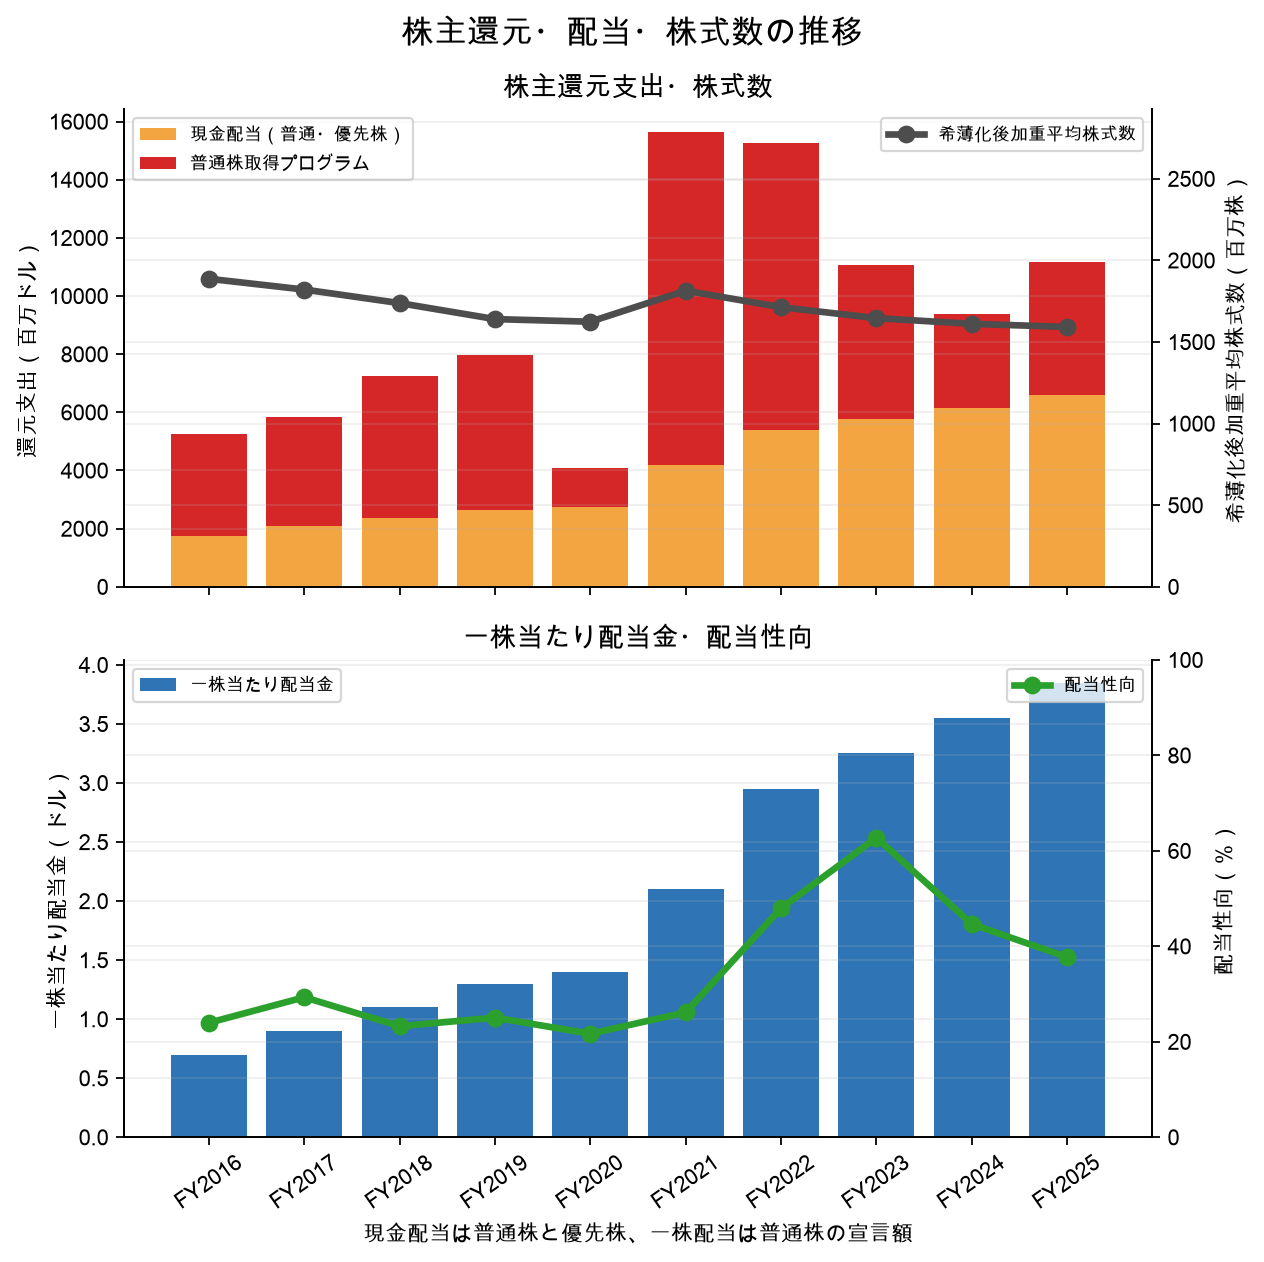 株主還元・配当・株式数の推移
株主還元支出・株式数
現金配当(普通・優先株)
普通株取得プログラム
希薄化後加重平均株式数
還元支出(百万ドル)
16000
14000
12000
10000
8000
6000
4000
2000
0
2500
2000
1500
1000
500
0
希薄化後加重平均株式数(百万株)
一株当たり配当金・配当性向
一株当たり配当金
配当性向
一株当たり配当金(ドル)
4.0
3.5
3.0
2.5
2.0
1.5
1.0
0.5
0.0
100
80
60
40
20
0
配当性向(%)
FY2016
FY2017
FY2018
FY2019
FY2020
FY2021
FY2022
FY2023
FY2024
FY2025
現金配当は普通株と優先株、一株配当は普通株の宣言額